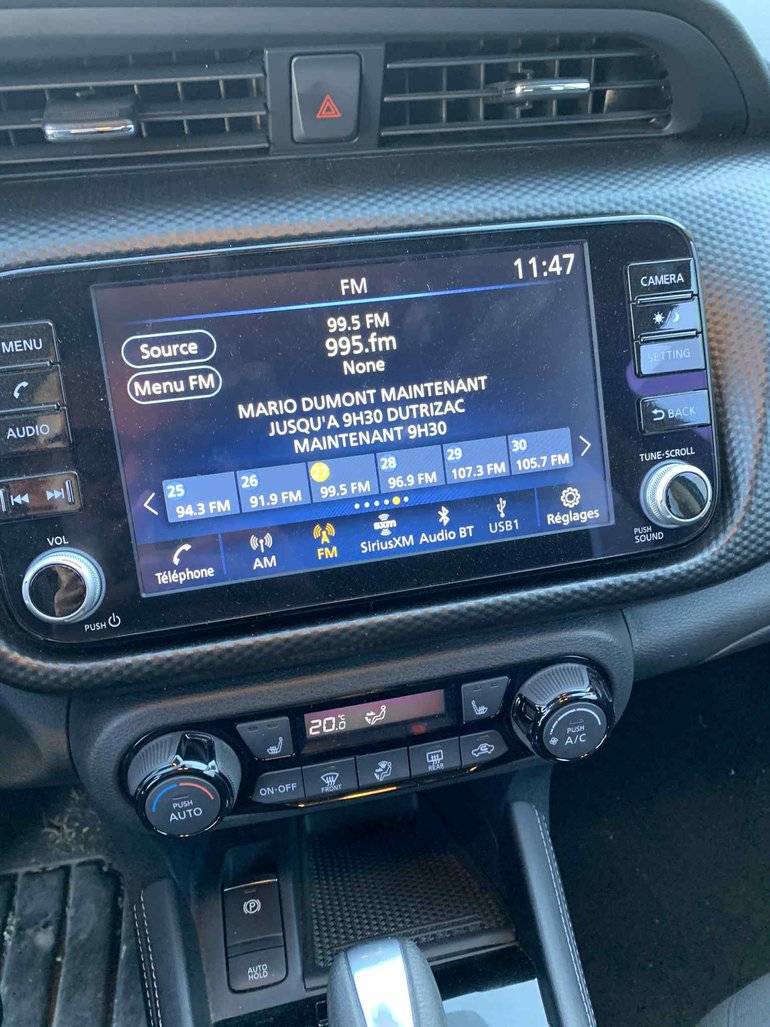 11:47
FM
CAMERA
99.5 FM
995.fm
None
Source
Menu FM
MENU
AUDIO
SETTING
BACK
MARIO DUMONT MAINTENANT
JUSQU'A 9H30 DUTRIZAC
MAINTENANT 9H30
25 26 27 28 29 30
94.3 FM 91.9 FM 99.5 FM 96.9 FM 107.3 FM 105.7 FM
TUNE·SCROLL
VOL
PUSH
Téléphone
AM
FM
sxm
SiriusXM
Audio BT
USB1
Réglages
PUSH
SOUND
20.0 °C
PUSH
AUTO
ON·OFF
FRONT
REAR
PUSH
A/C
P
AUTO
HOLD